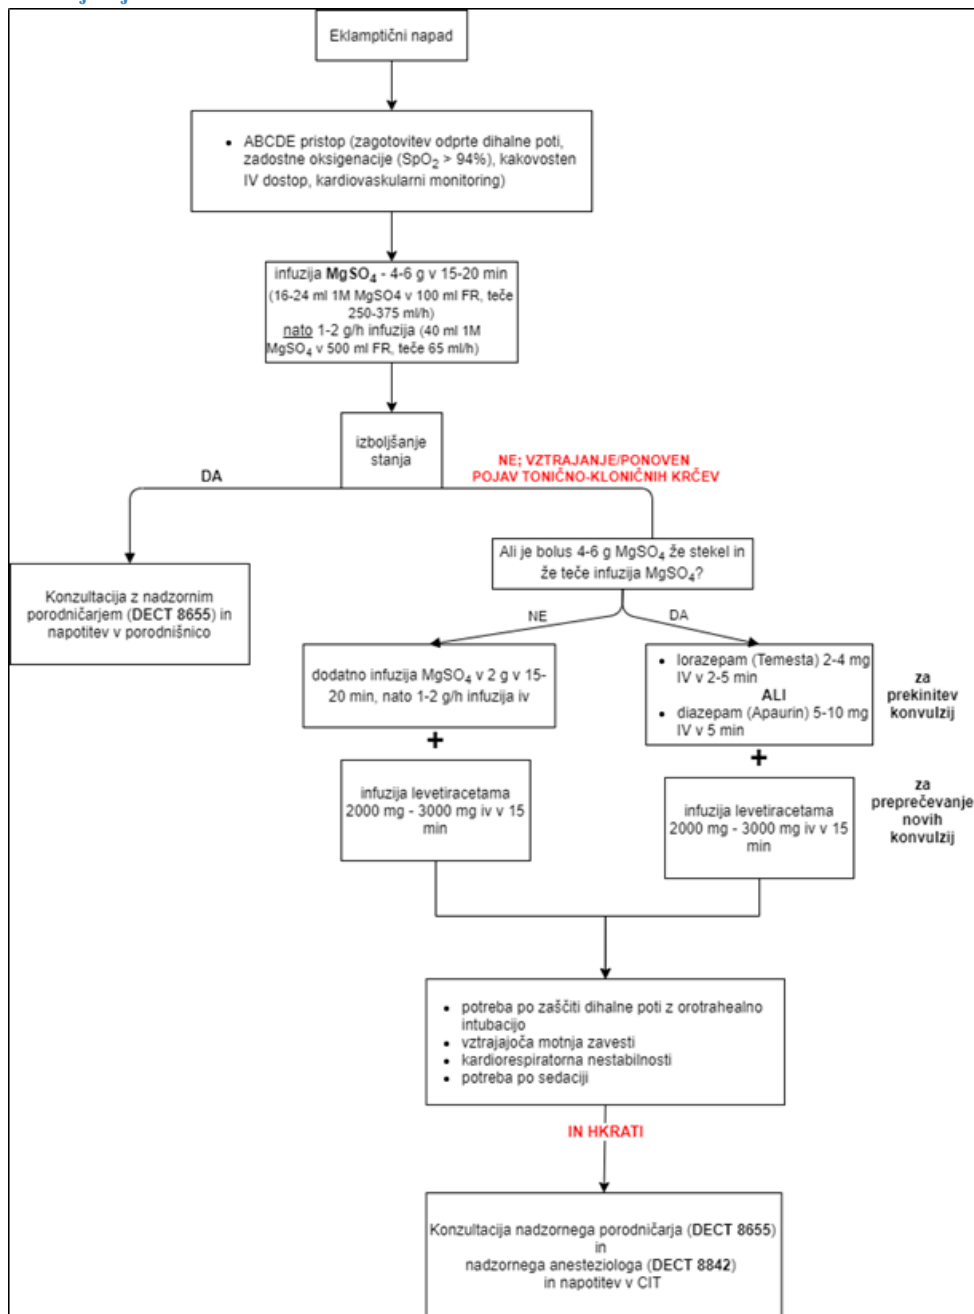 Eklamptični napad
• ABCDE pristop (zagotovitev odprte dihalne poti,
zadostne oksigenacije (SpO₂ > 94%), kakovosten
IV dostop, kardiovaskularni monitoring)
infuzija MgSO₄ - 4-6 g v 15-20 min
(16-24 ml 1M MgSO4 v 100 ml FR, teče
250-375 ml/h)
nato 1-2 g/h infuzija (40 ml 1M
MgSO₄ v 500 ml FR, teče 65 ml/h)
izboljšanje
stanja
DA
NE; VZTRAJANJE/PONOVEN
POJAV TONIČNO-KLONIČNIH KRČEV
Konzultacija z nadzornim
porodničarjem (DECT 8655) in
napotitev v porodnišnico
Ali je bolus 4-6 g MgSO₄ že stekel in
že teče infuzija MgSO₄?
NE
DA
dodatno infuzija MgSO₄ v 2 g v 15-
20 min, nato 1-2 g/h infuzija iv
• lorazepam (Temesta) 2-4 mg
IV v 2-5 min
ALI
• diazepam (Apaurin) 5-10 mg
IV v 5 min
za
prekinitev
konvulzij
+
+
infuzija levetiracetama
2000 mg - 3000 mg iv v 15
min
infuzija levetiracetama
2000 mg - 3000 mg iv v 15
min
za
preprečevanje
novih
konvulzij
• potreba po zaščiti dihalne poti z orotrahealno
intubacijo
• vztrajajoča motnja zavesti
• kardiorespiratorna nestabilnosti
• potreba po sedaciji
IN HKRATI
Konzultacija nadzornega porodničarja (DECT 8655)
in
nadzornega anesteziologa (DECT 8842)
in napotitev v CIT